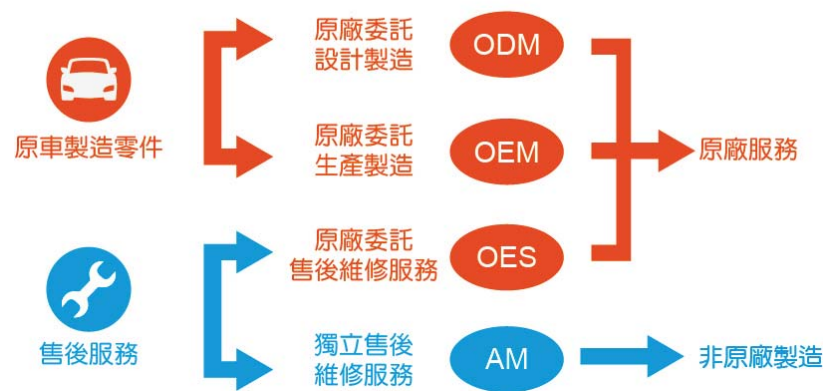 原車製造零件
原廠委託
設計製造
ODM
原廠委託
生產製造
OEM
原廠服務
售後服務
原廠委託
售後維修服務
OES
獨立售後
維修服務
AM
非原廠製造